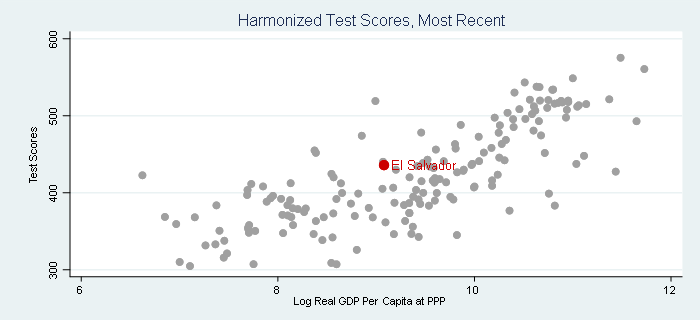 Harmonized Test Scores, Most Recent
600
500
400
300
Test Scores
El Salvador
6
8
10
12
Log Real GDP Per Capita at PPP